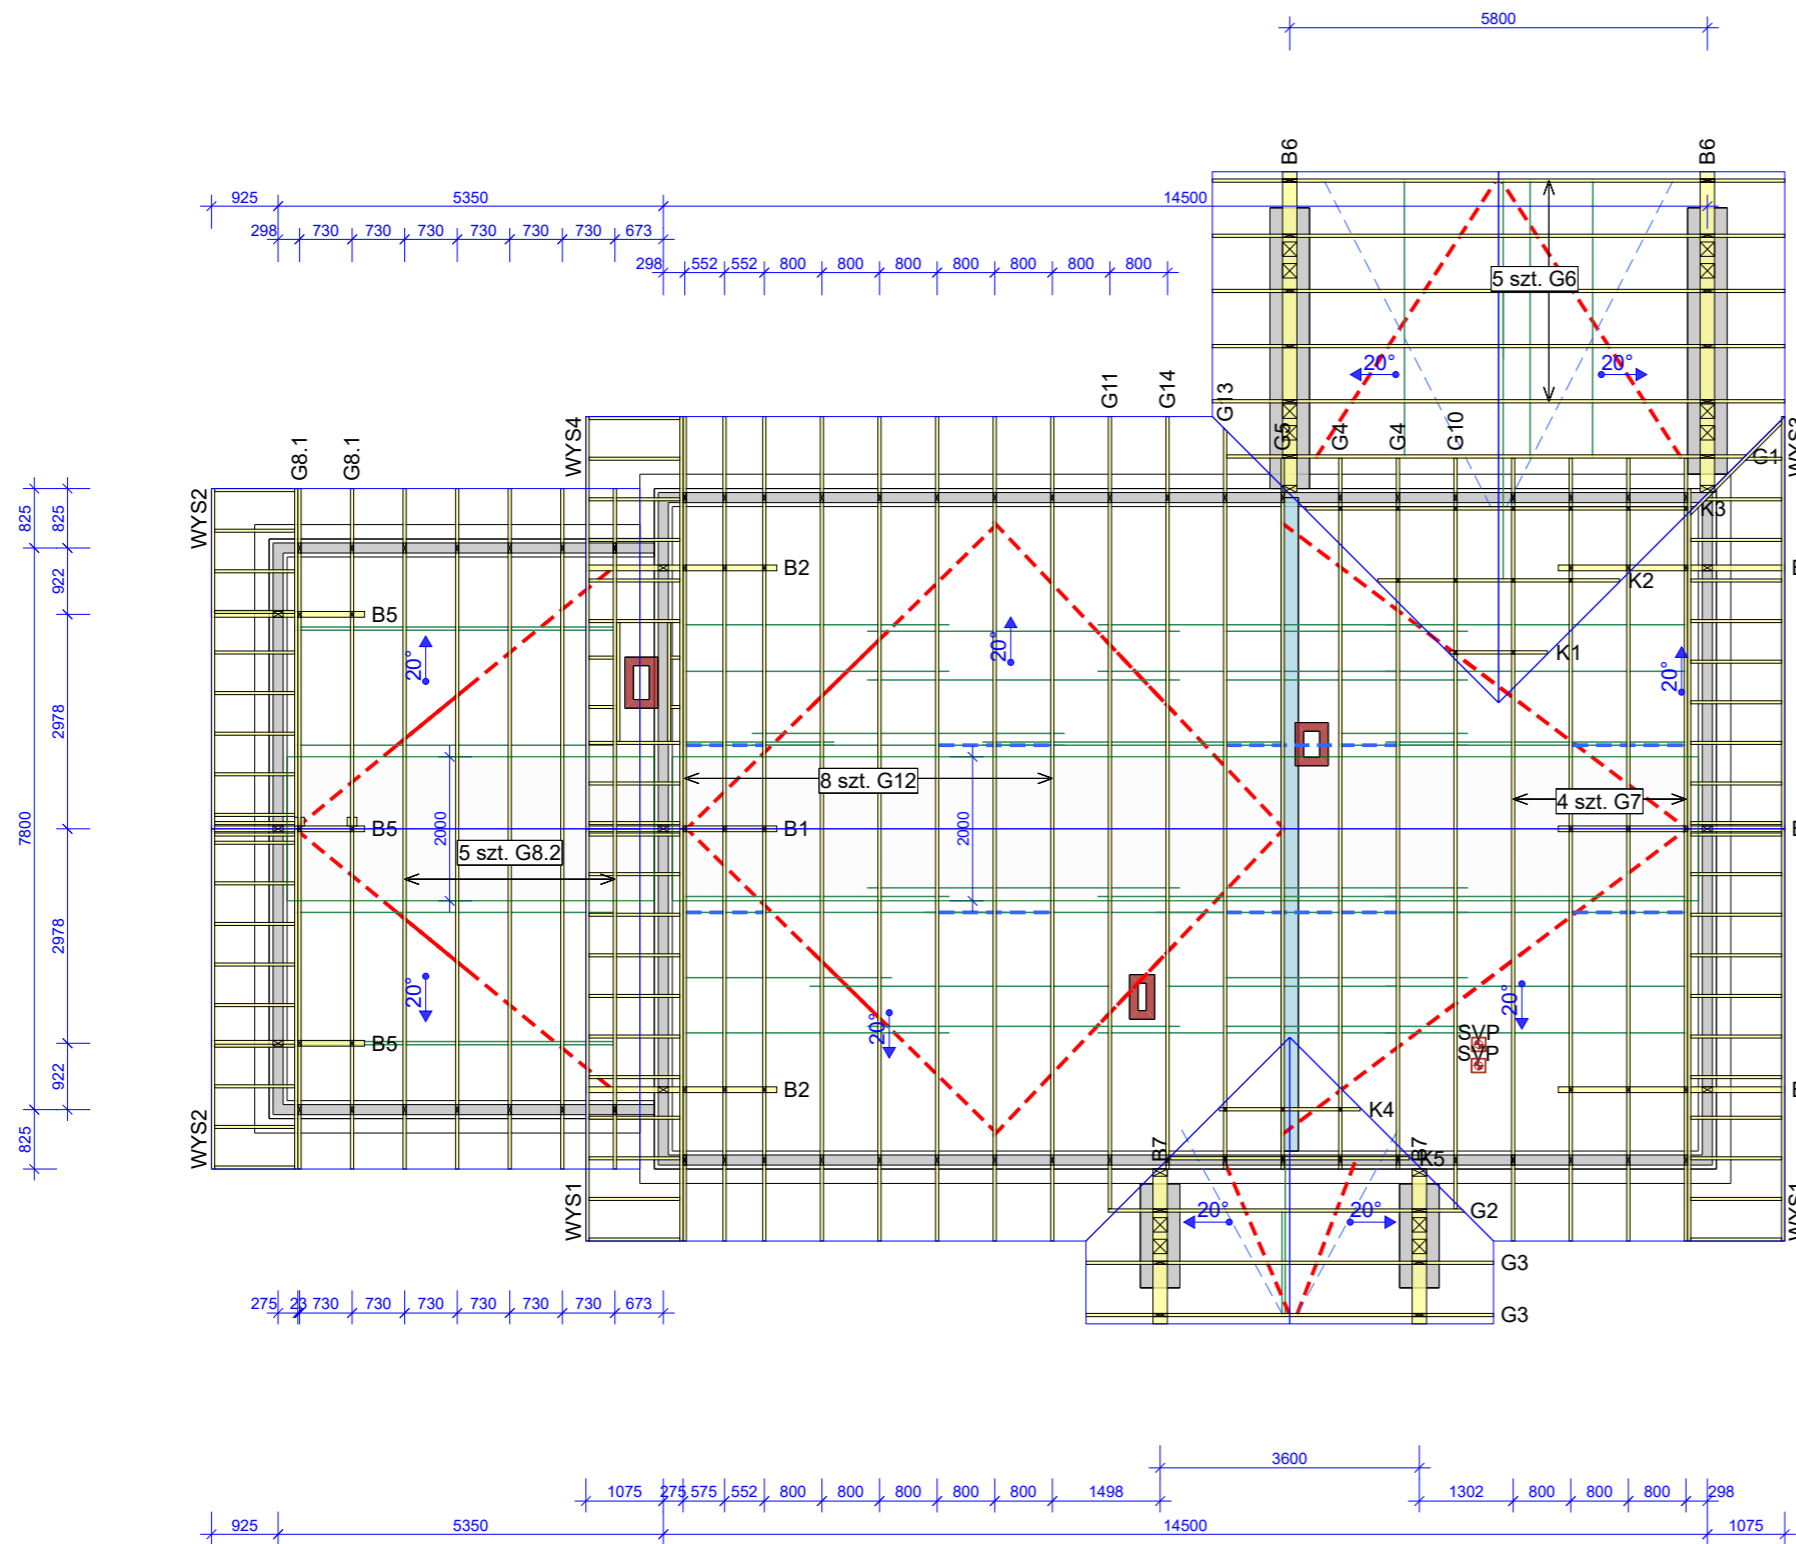 5800
B6
B6
925
5350
14500
298
730
730
730
730
730
730
673
298
552
552
800
800
800
800
800
800
800
5 szt. G6
20°
20°
G11
G14
G13
G5
G4
G4
G10
G1
WYS4
WYS2
G8.1
G8.1
K3
825
825
B2
K2
922
B5
20°
20°
K1
20°
2978
8 szt. G12
4 szt. G7
7800
B5
2000
B1
2000
5 szt. G8.2
2978
20°
20°
20°
SVP
SVP
B5
922
B2
K4
825
WYS2
B7
B7
K5
WYS1
20°
20°
G2
G3
G3
275
23
730
730
730
730
730
730
673
3600
1075
275
575
552
800
800
800
800
800
1498
1302
800
800
800
298
925
5350
14500
1075